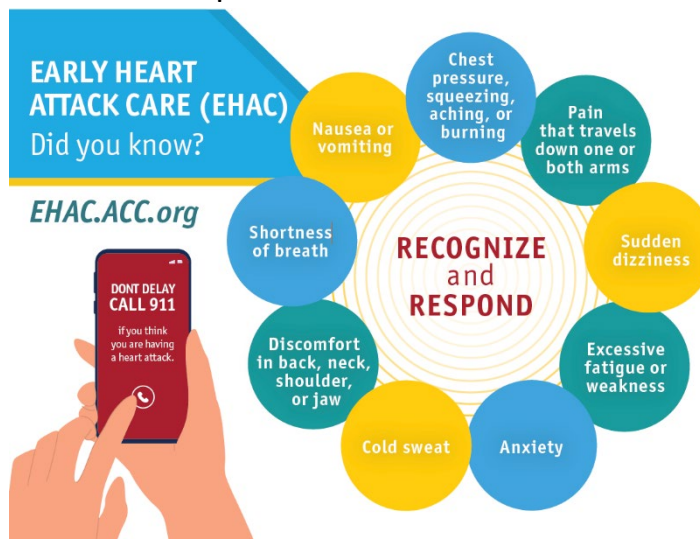 EARLY HEART
ATTACK CARE (EHAC)
Did you know?
EHAC.ACC.org
DONT DELAY
CALL 911
if you think
you are having
a heart attack.
RECOGNIZE
and
RESPOND
Chest
pressure,
squeezing,
aching, or
burning
Pain
that travels
down one or
both arms
Sudden
dizziness
Excessive
fatigue or
weakness
Anxiety
Cold sweat
Discomfort
in back, neck,
shoulder,
or jaw
Shortness
of breath
Nausea or
vomiting